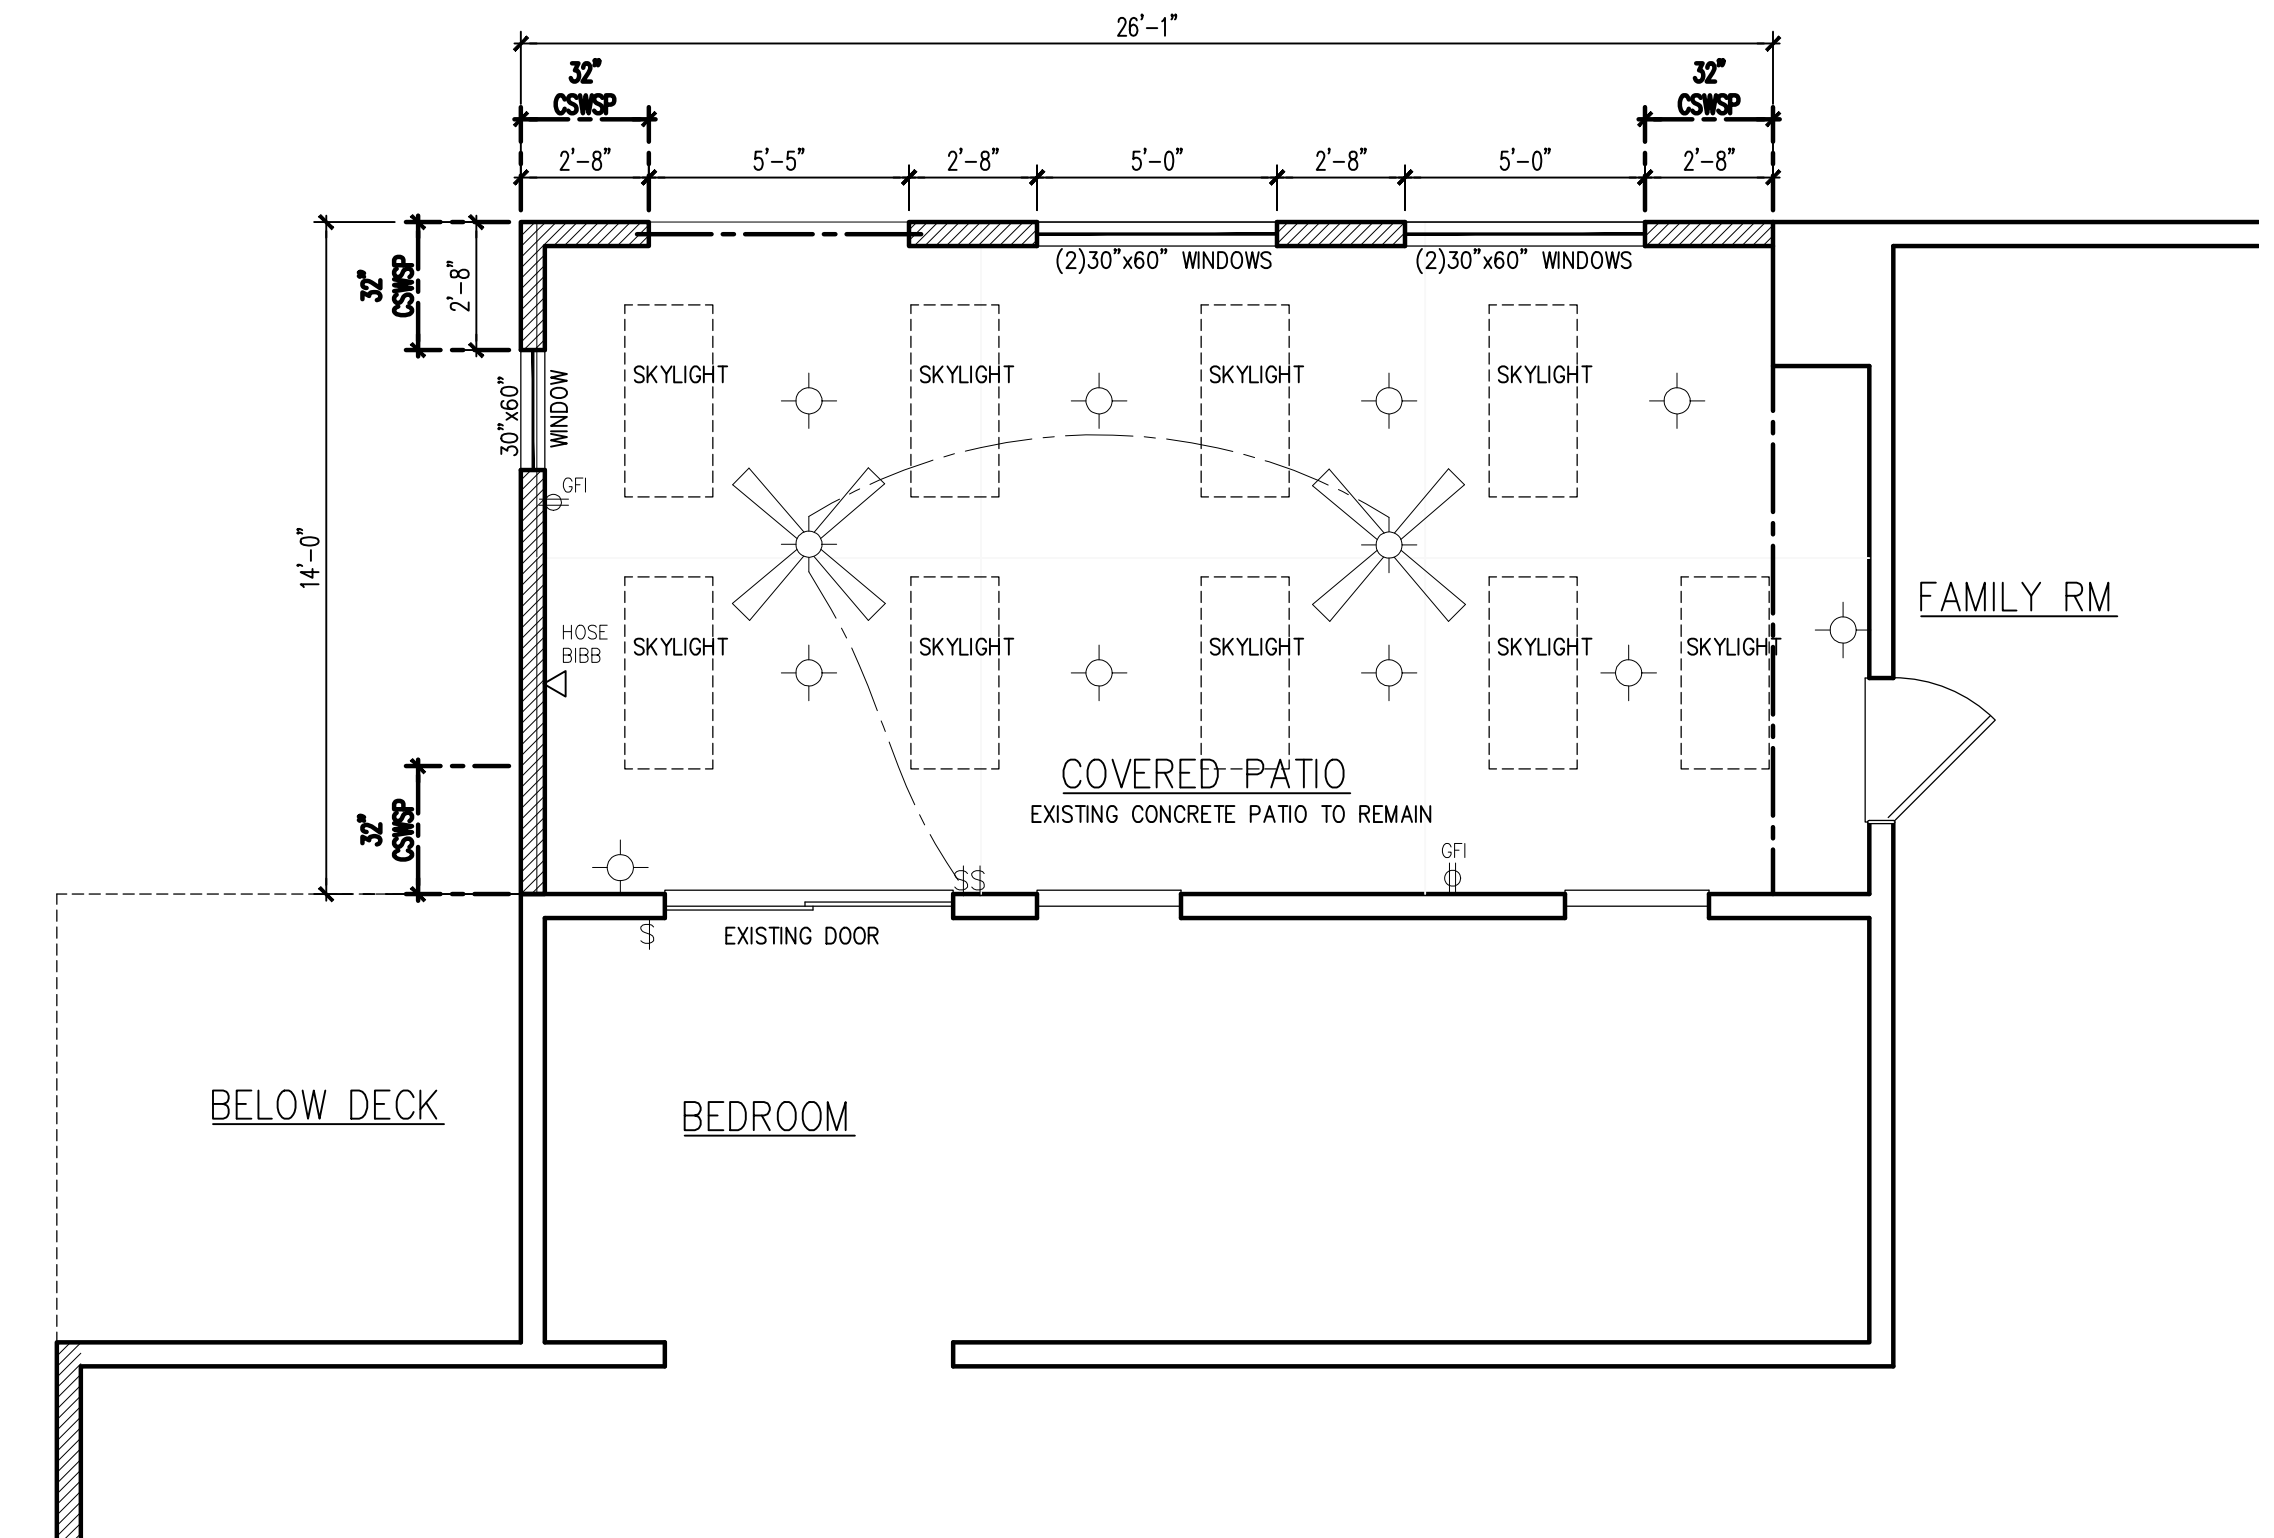 26'-1"
32"
CSWSP
32"
CSWSP
2'-8"
5'-5"
2'-8"
5'-0"
2'-8"
5'-0"
2'-8"
32"
CSWSP
2'-8"
(2)30"x60" WINDOWS
(2)30"x60" WINDOWS
30"x60"
WINDOW
SKYLIGHT
SKYLIGHT
SKYLIGHT
SKYLIGHT
GFI
14'-0"
FAMILY RM
HOSE
BIBB
SKYLIGHT
SKYLIGHT
SKYLIGHT
SKYLIGHT
SKYLIGHT
COVERED PATIO
EXISTING CONCRETE PATIO TO REMAIN
32"
CSWSP
GFI
$$
$
EXISTING DOOR
BELOW DECK
BEDROOM